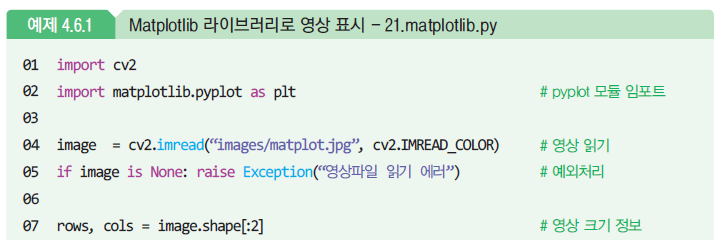 예제 4.6.1 Matplotlib 라이브러리로 영상 표시 - 21.matplotlib.py
01 import cv2
02 import matplotlib.pyplot as plt # pyplot 모듈 임포트
03
04 image = cv2.imread(“images/matplot.jpg”, cv2.IMREAD_COLOR) # 영상 읽기
05 if image is None: raise Exception(“영상파일 읽기 에러”) # 예외처리
06
07 rows, cols = image.shape[:2] # 영상 크기 정보